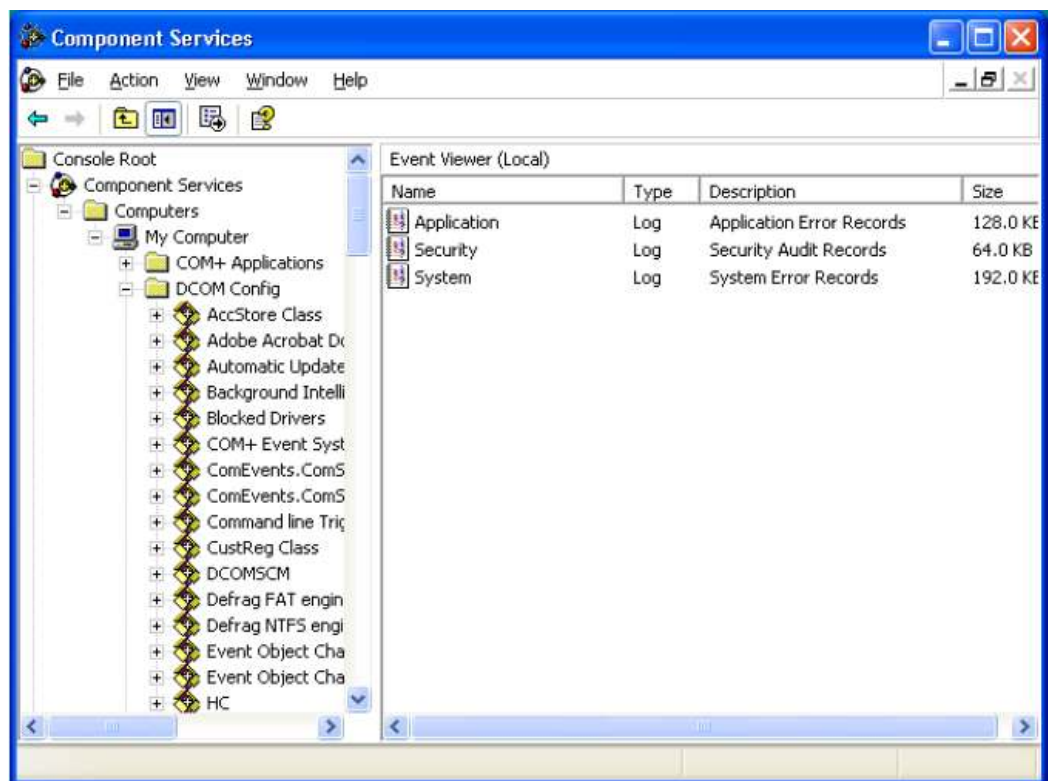 Component Services
File Action View Window Help
Console Root
Component Services
Computers
My Computer
COM+ Applications
DCOM Config
AccStore Class
Adobe Acrobat Do
Automatic Update
Background Intelli
Blocked Drivers
COM+ Event Syst
ComEvents.ComS
ComEvents.ComS
Command line Trig
CustReg Class
DCOMSCM
Defrag FAT engin
Defrag NTFS engi
Event Object Cha
Event Object Cha
HC
Event Viewer (Local)
Name Type Description Size
Application Log Application Error Records 128.0 KB
Security Log Security Audit Records 64.0 KB
System Log System Error Records 192.0 KB